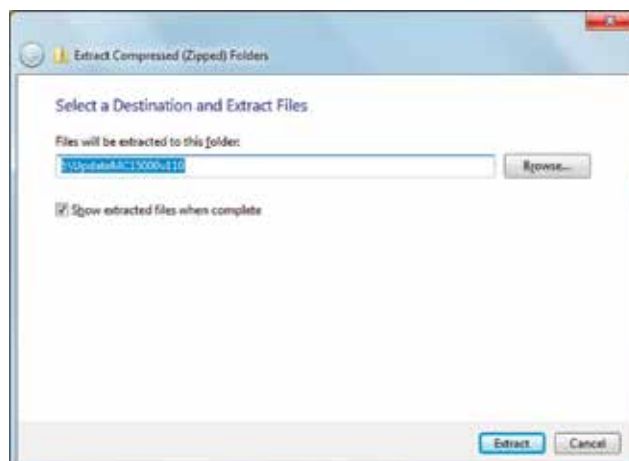 Extract Compressed (Zipped) Folders
Select a Destination and Extract Files
Files will be extracted to this folder:
Browse...
Show extracted files when complete
Extract
Cancel